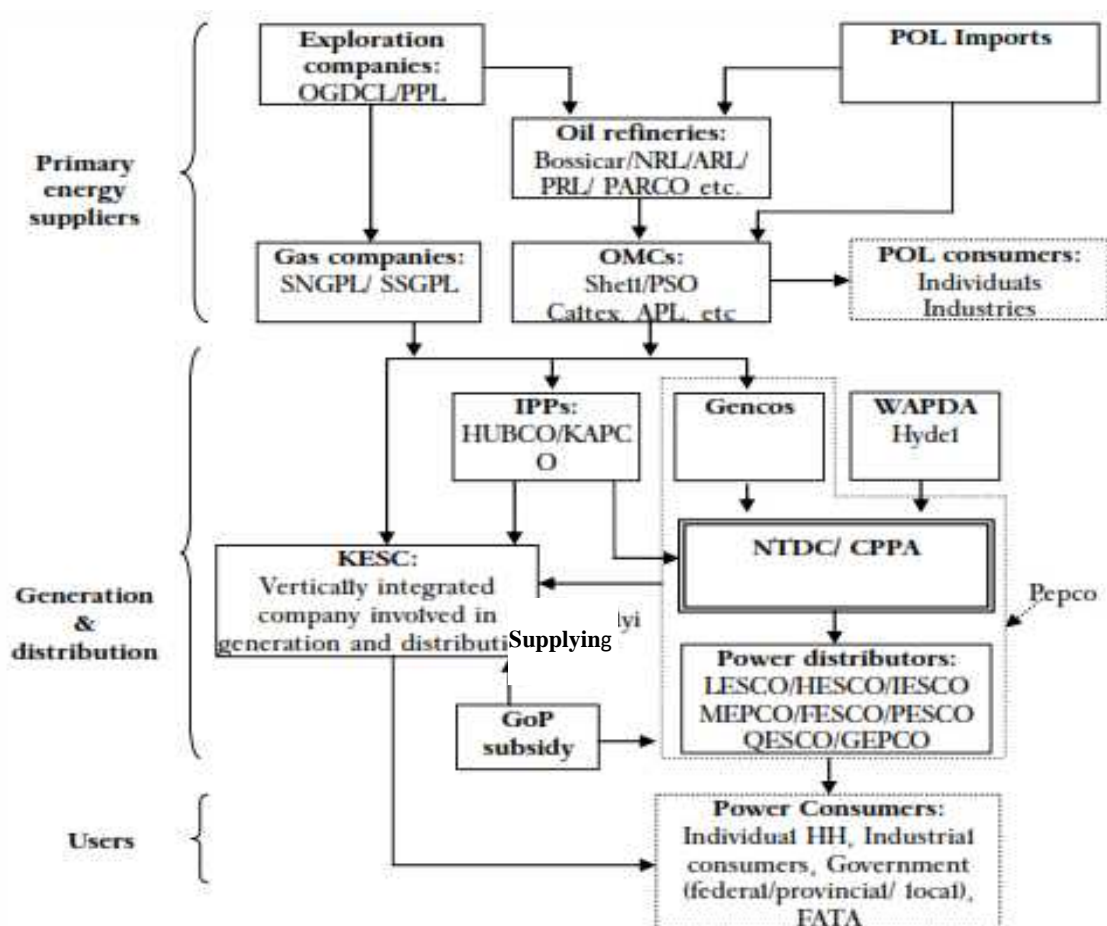 Exploration
companies:
OGDCL/PPL
POL Imports
Oil refineries:
Bossicar/NRL/ARL/
PRL/ PARCO etc.
Primary
energy
suppliers
Gas companies:
SNGPL/ SSGPL
OMCs:
Shell/PSO
Caltex, APL, etc
POL consumers:
Individuals
Industries
IPPs:
HUBCO/KAPC
O
Gencos
WAPDA
Hydel
NTDC/ CPPA
KESC:
Vertically integrated
company involved in
generation and distributi
Supplying
lyi
Generation
&
distribution
Pepco
Power distributors:
LESCO/HESCO/IESCO
MEPCO/FESCO/PESCO
QESCO/GEPCO
GoP
subsidy
Users
Power Consumers:
Individual HH, Industrial
consumers, Government
(federal/provincial/ local),
FATA